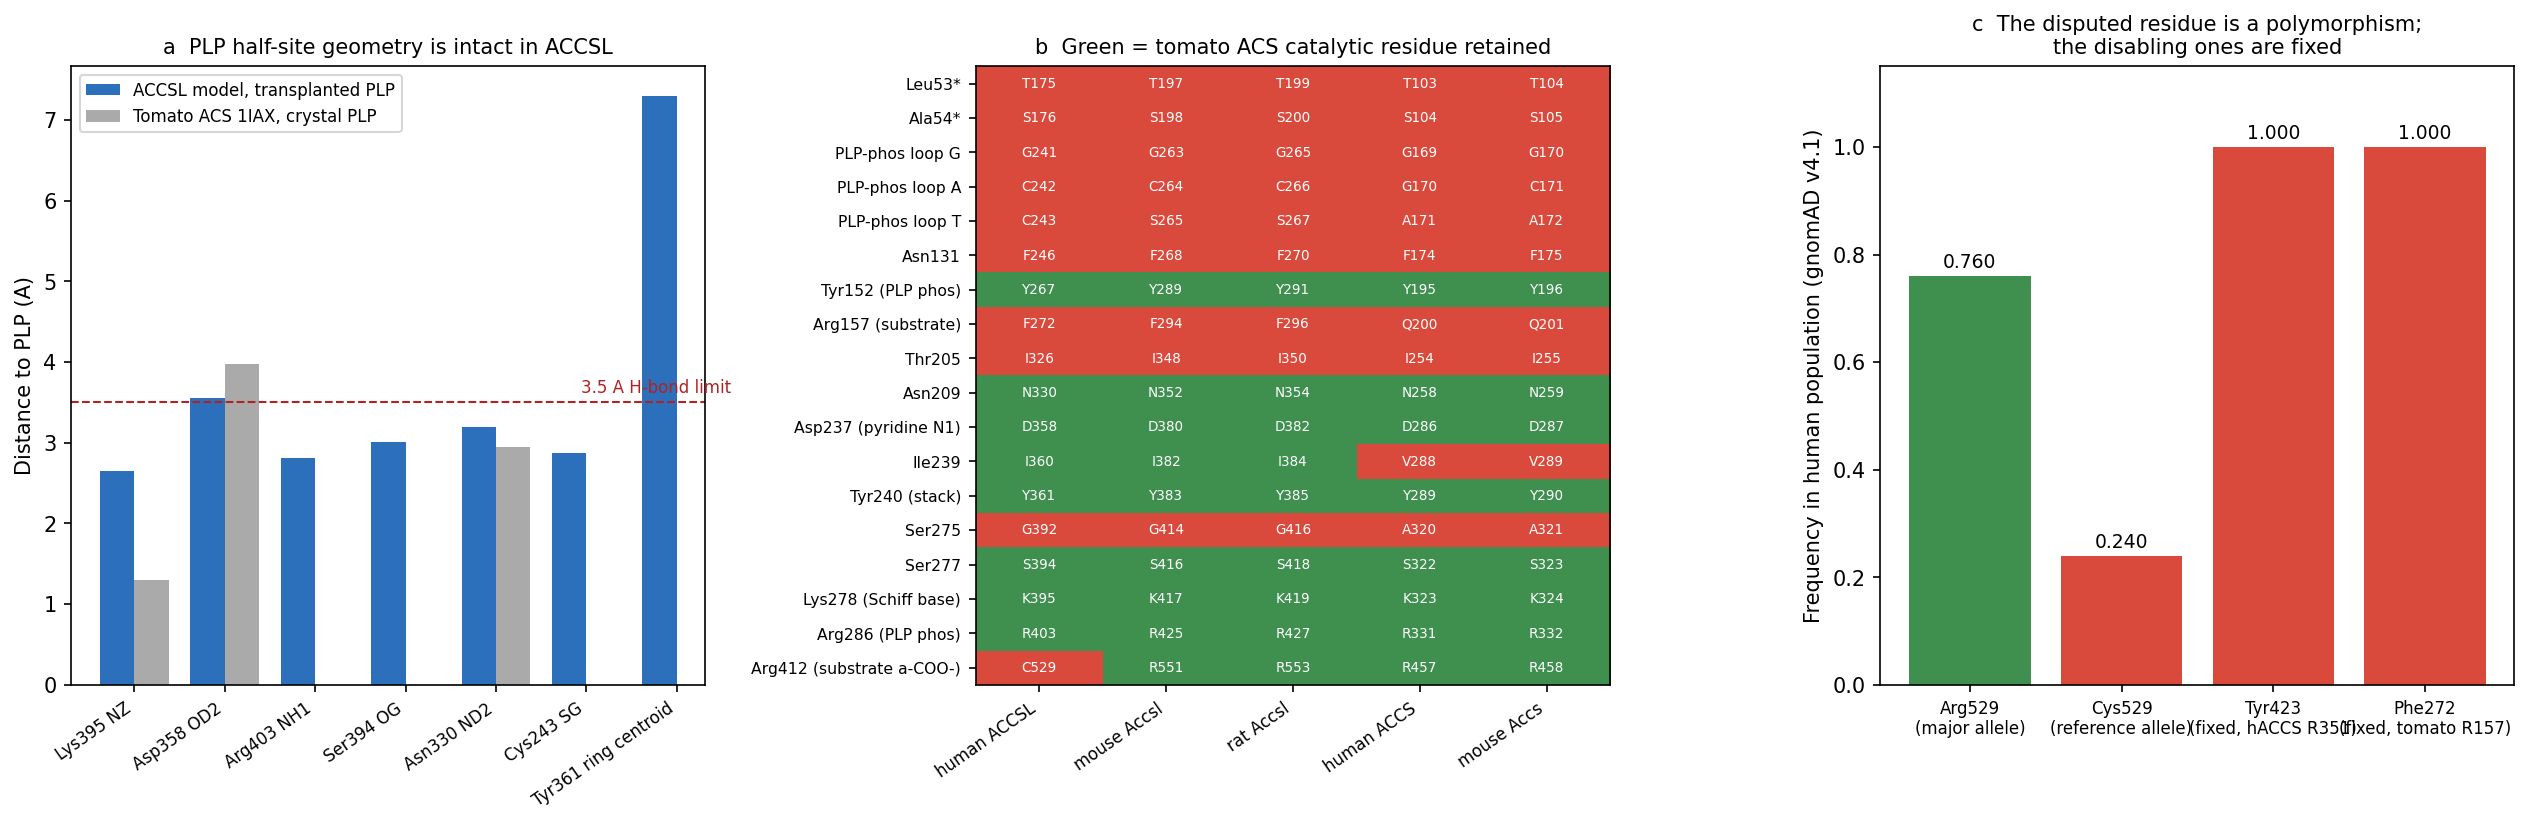 a  PLP half-site geometry is intact in ACCSL
ACCSL model, transplanted PLP
Tomato ACS 1IAX, crystal PLP
Distance to PLP (A)
7
6
5
4
3
2
1
0
3.5 A H-bond limit
Lys395 NZ
Asp358 OD2
Arg403 NH1
Ser394 OG
Asn330 ND2
Cys243 SG
Tyr361 ring centroid
b  Green = tomato ACS catalytic residue retained
Leu53* T175 T197 T199 T103 T104
Ala54* S176 S198 S200 S104 S105
PLP-phos loop G G241 G263 G265 G169 G170
PLP-phos loop A C242 C264 C266 G170 C171
PLP-phos loop T C243 S265 S267 A171 A172
Asn131 F246 F268 F270 F174 F175
Tyr152 (PLP phos) Y267 Y289 Y291 Y195 Y196
Arg157 (substrate) F272 F294 F296 Q200 Q201
Thr205 I326 I348 I350 I254 I255
Asn209 N330 N352 N354 N258 N259
Asp237 (pyridine N1) D358 D380 D382 D286 D287
Ile239 I360 I382 I384 V288 V289
Tyr240 (stack) Y361 Y383 Y385 Y289 Y290
Ser275 G392 G414 G416 A320 A321
Ser277 S394 S416 S418 S322 S323
Lys278 (Schiff base) K395 K417 K419 K323 K324
Arg286 (PLP phos) R403 R425 R427 R331 R332
Arg412 (substrate a-COO-) C529 R551 R553 R457 R458
human ACCSL
mouse Accsl
rat Accsl
human ACCS
mouse Accs
c  The disputed residue is a polymorphism;
the disabling ones are fixed
Frequency in human population (gnomAD v4.1)
1.0
0.8
0.6
0.4
0.2
0.0
0.760
0.240
1.000
1.000
Arg529
(major allele)
Cys529
(reference allele)
Tyr423
(fixed, hACCS R351)
Phe272
(fixed, tomato R157)